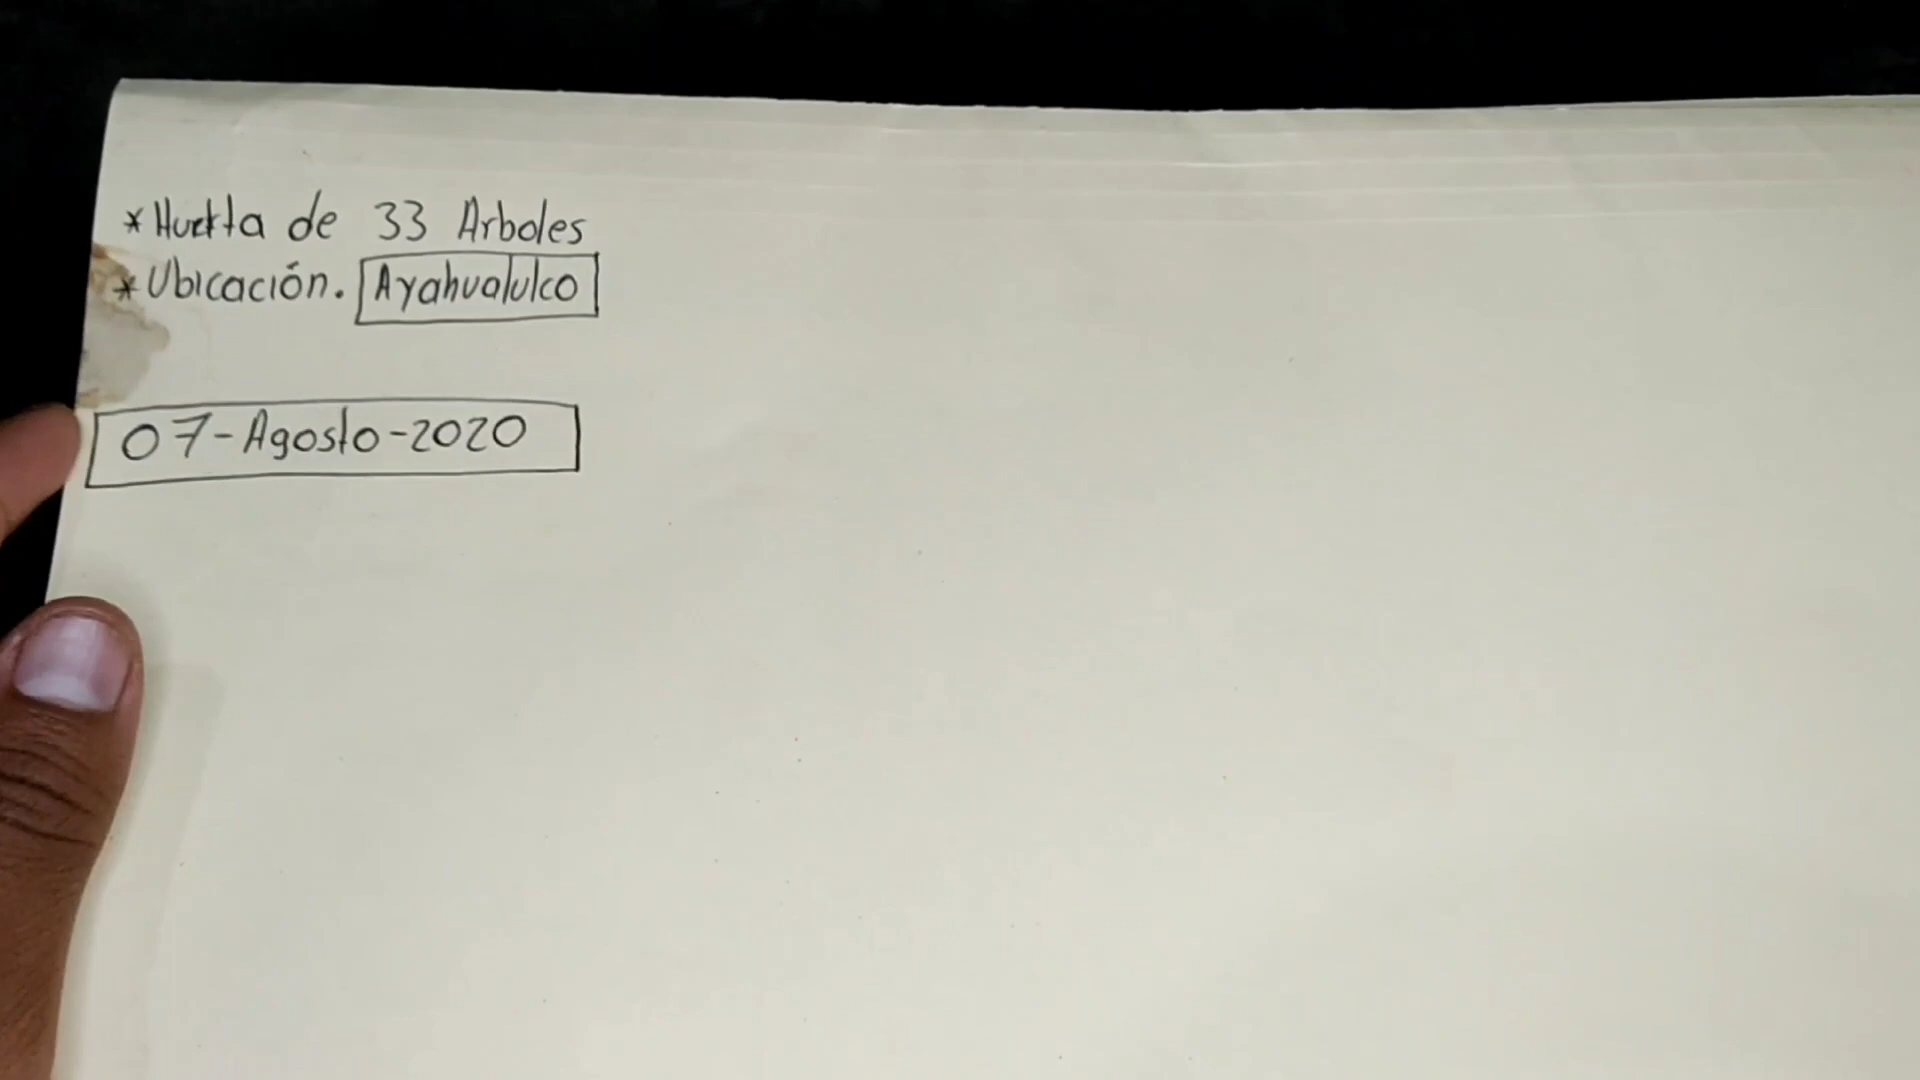 * Huerta de 33 Arboles
* Ubicación. Ayahualulco
07-Agosto-2020